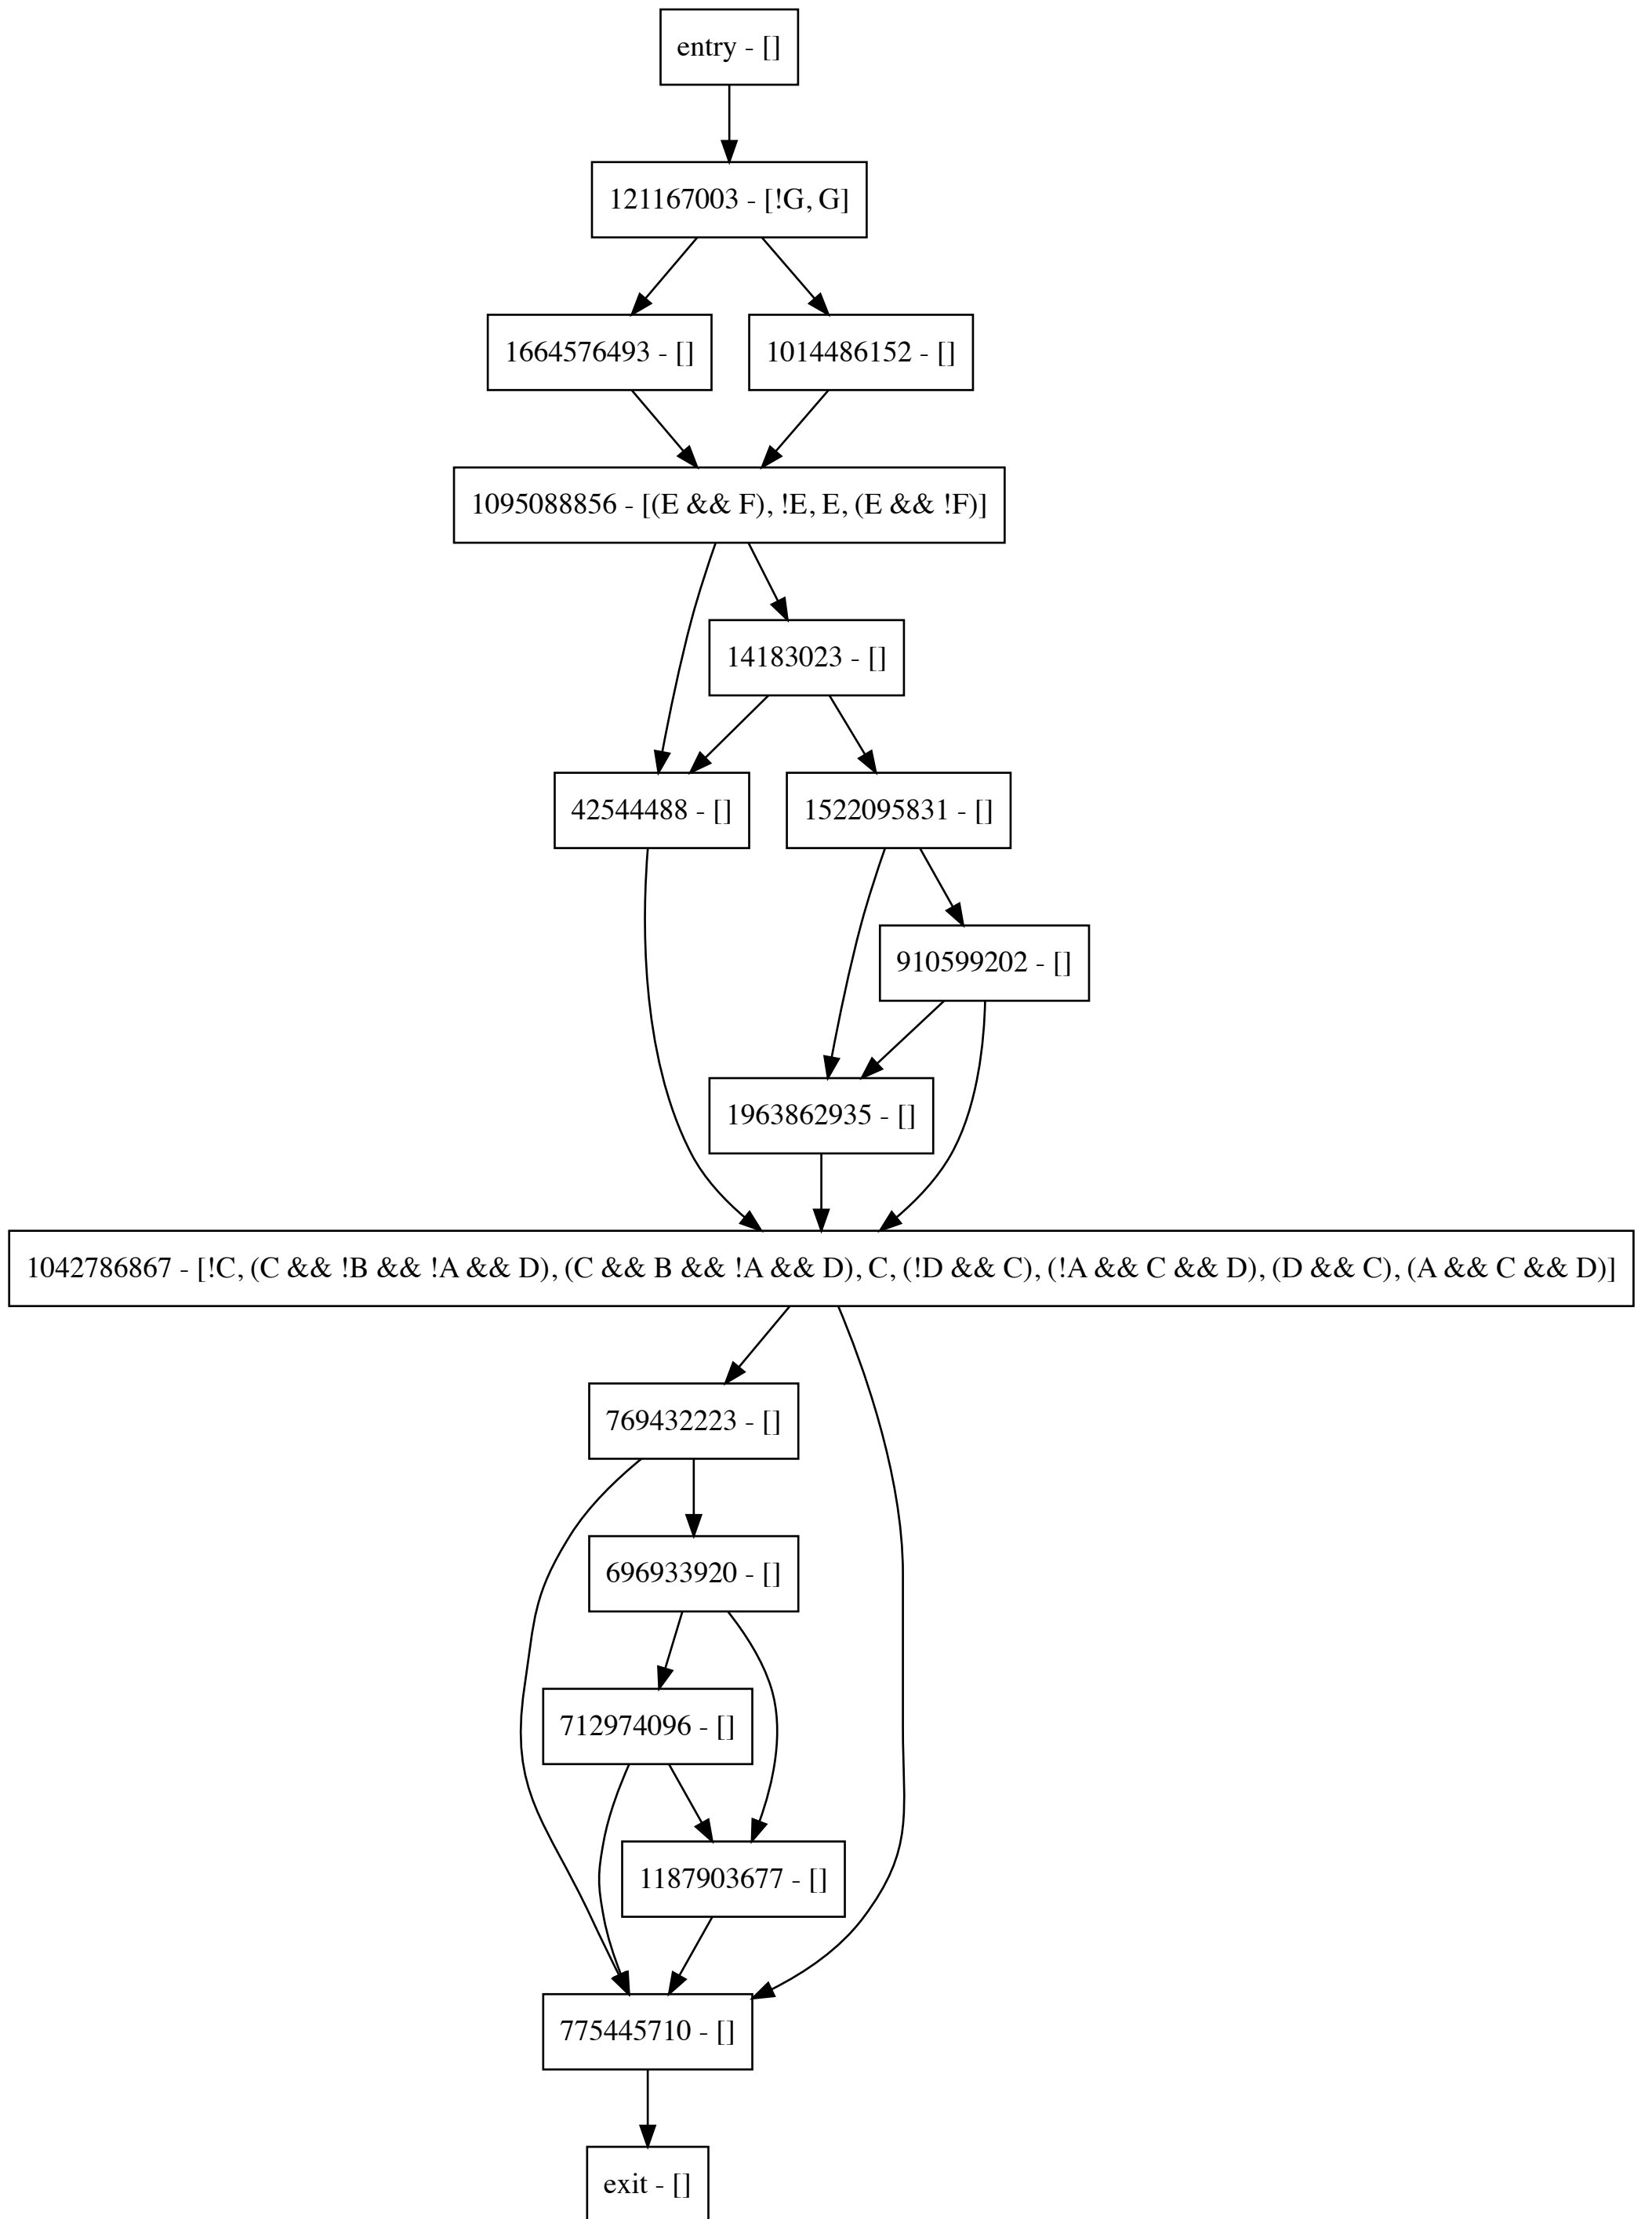 entry - []
121167003 - [!G, G]
1664576493 - []
1014486152 - []
1095088856 - [(E && F), !E, E, (E && !F)]
14183023 - []
42544488 - []
1522095831 - []
910599202 - []
1963862935 - []
1042786867 - [!C, (C && !B && !A && D), (C && B && !A && D), C, (!D && C), (!A && C && D), (D && C), (A && C && D)]
769432223 - []
696933920 - []
712974096 - []
1187903677 - []
775445710 - []
exit - []